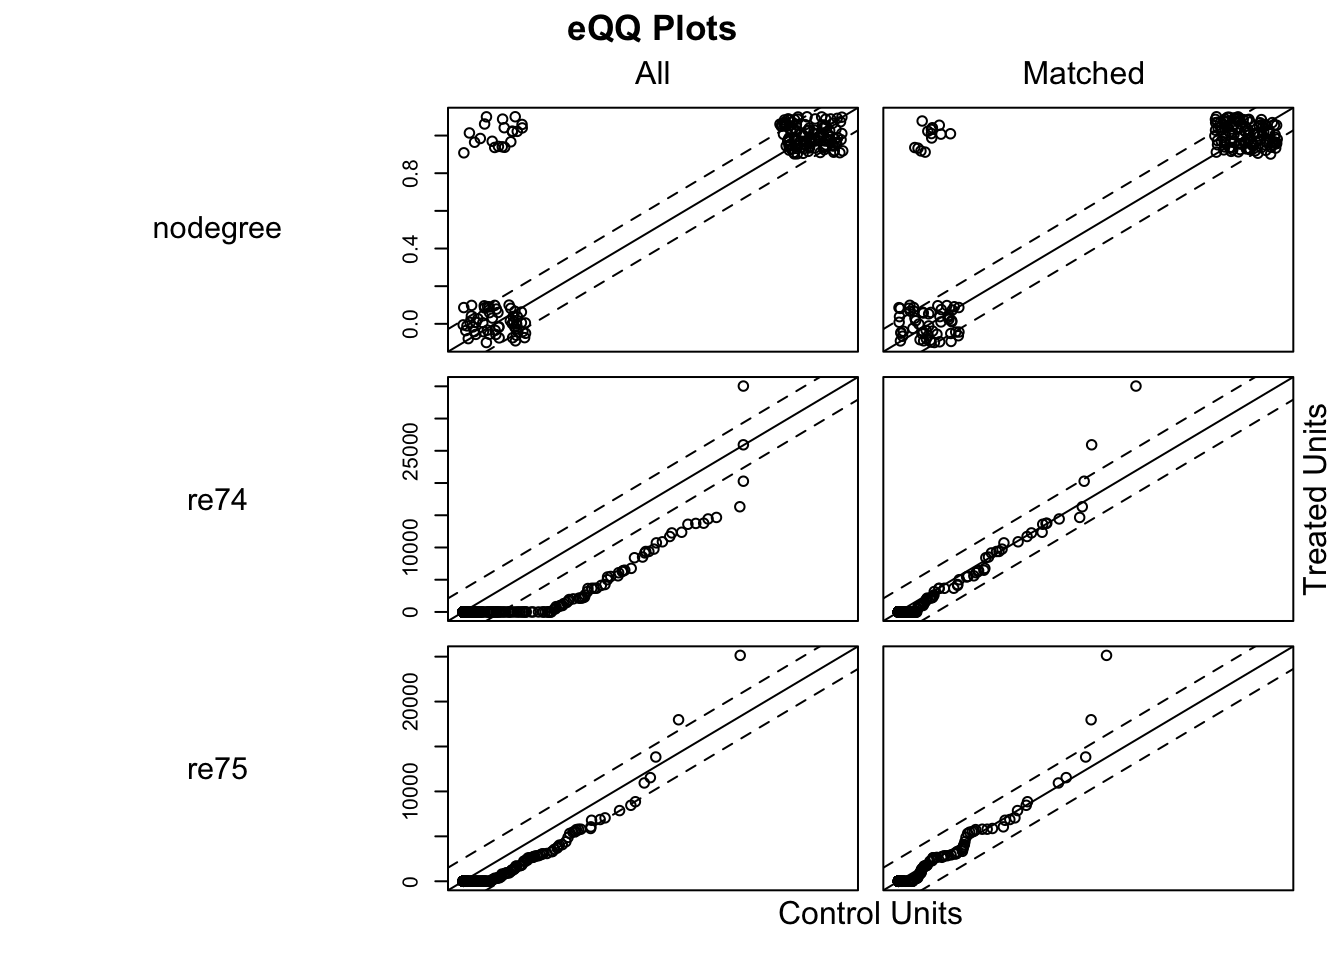 eQQ Plots
All
Matched
nodegree
0.8
0.4
0.0
re74
25000
10000
0
Treated Units
re75
20000
10000
0
Control Units